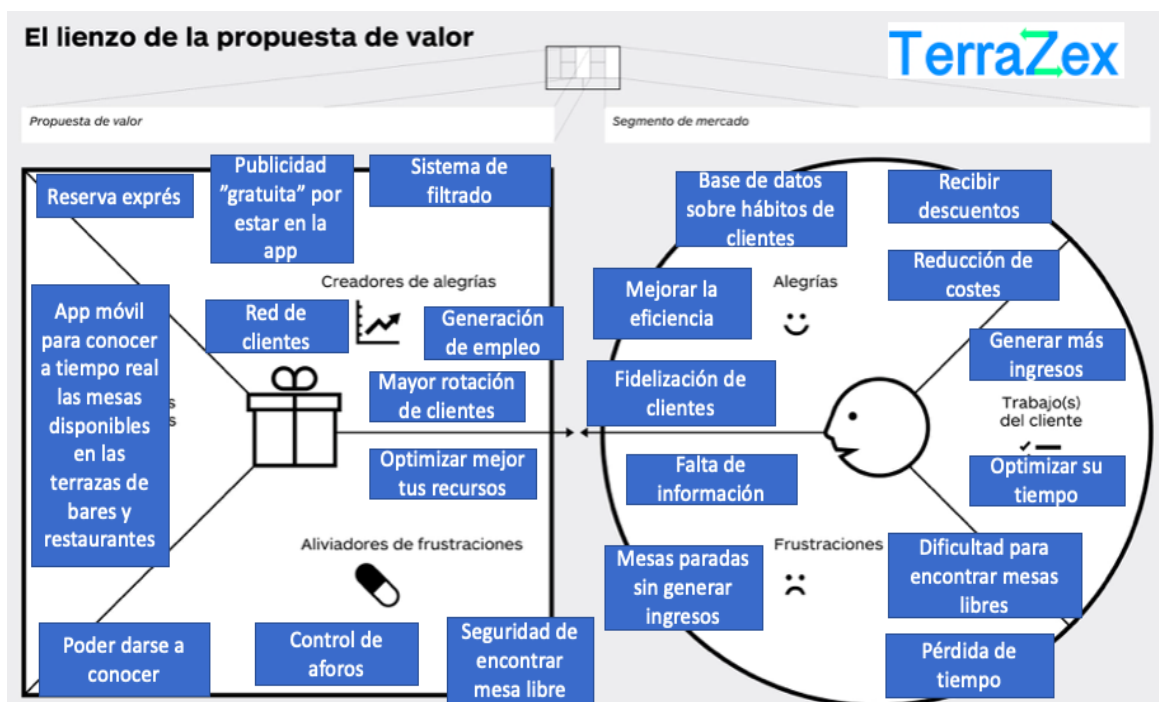 El lienzo de la propuesta de valor
TerraZex
Propuesta de valor
Segmento de mercado
Reserva exprés
Publicidad
"gratuita" por
estar en la
app
Sistema de
filtrado
Creadores de alegrías
App móvil
para conocer
a tiempo real
las mesas
disponibles
en las
terrazas de
bares y
restaurantes
Red de
clientes
Generación
de empleo
Mayor rotación
de clientes
Optimizar mejor
tus recursos
Aliviadores de frustraciones
Poder darse a
conocer
Control de
aforos
Seguridad de
encontrar
mesa libre
Base de datos
sobre hábitos de
clientes
Recibir
descuentos
Mejorar la
eficiencia
Alegrías
Reducción de
costes
Generar más
ingresos
Fidelización de
clientes
Trabajo(s)
del cliente
Falta de
información
Optimizar su
tiempo
Mesas paradas
sin generar
ingresos
Frustraciones
Dificultad para
encontrar mesas
libres
Pérdida de
tiempo